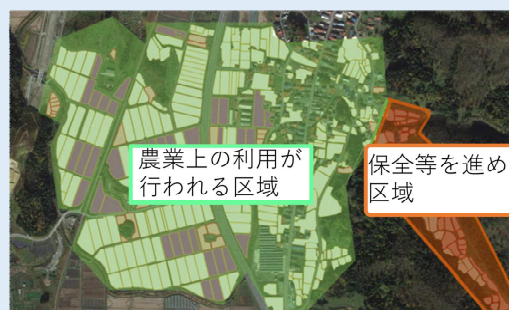 農業上の利用が
行われる区域
保全等を進め
区域